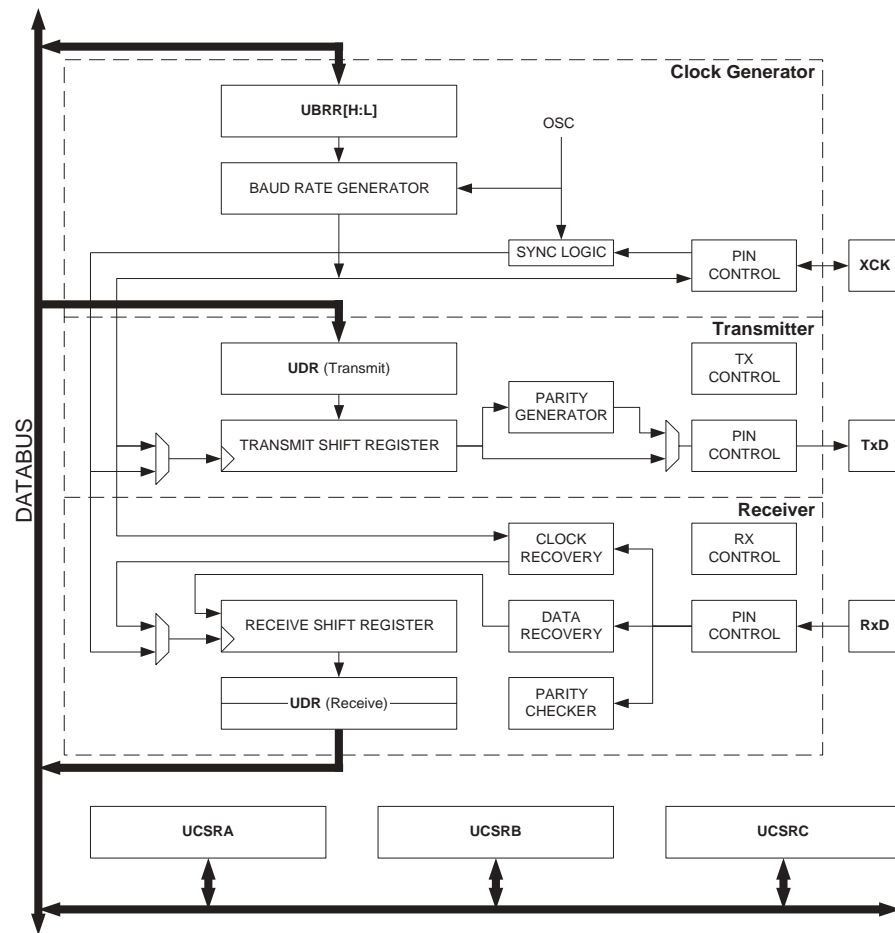 Clock Generator
UBRR[H:L]
OSC
BAUD RATE GENERATOR
SYNC LOGIC
PIN
CONTROL
XCK
Transmitter
UDR (Transmit)
TX
CONTROL
PARITY
GENERATOR
TRANSMIT SHIFT REGISTER
PIN
CONTROL
TxD
DATABUS
Receiver
CLOCK
RECOVERY
RX
CONTROL
RECEIVE SHIFT REGISTER
DATA
RECOVERY
PIN
CONTROL
RxD
UDR (Receive)
PARITY
CHECKER
UCSRA
UCSRB
UCSRC